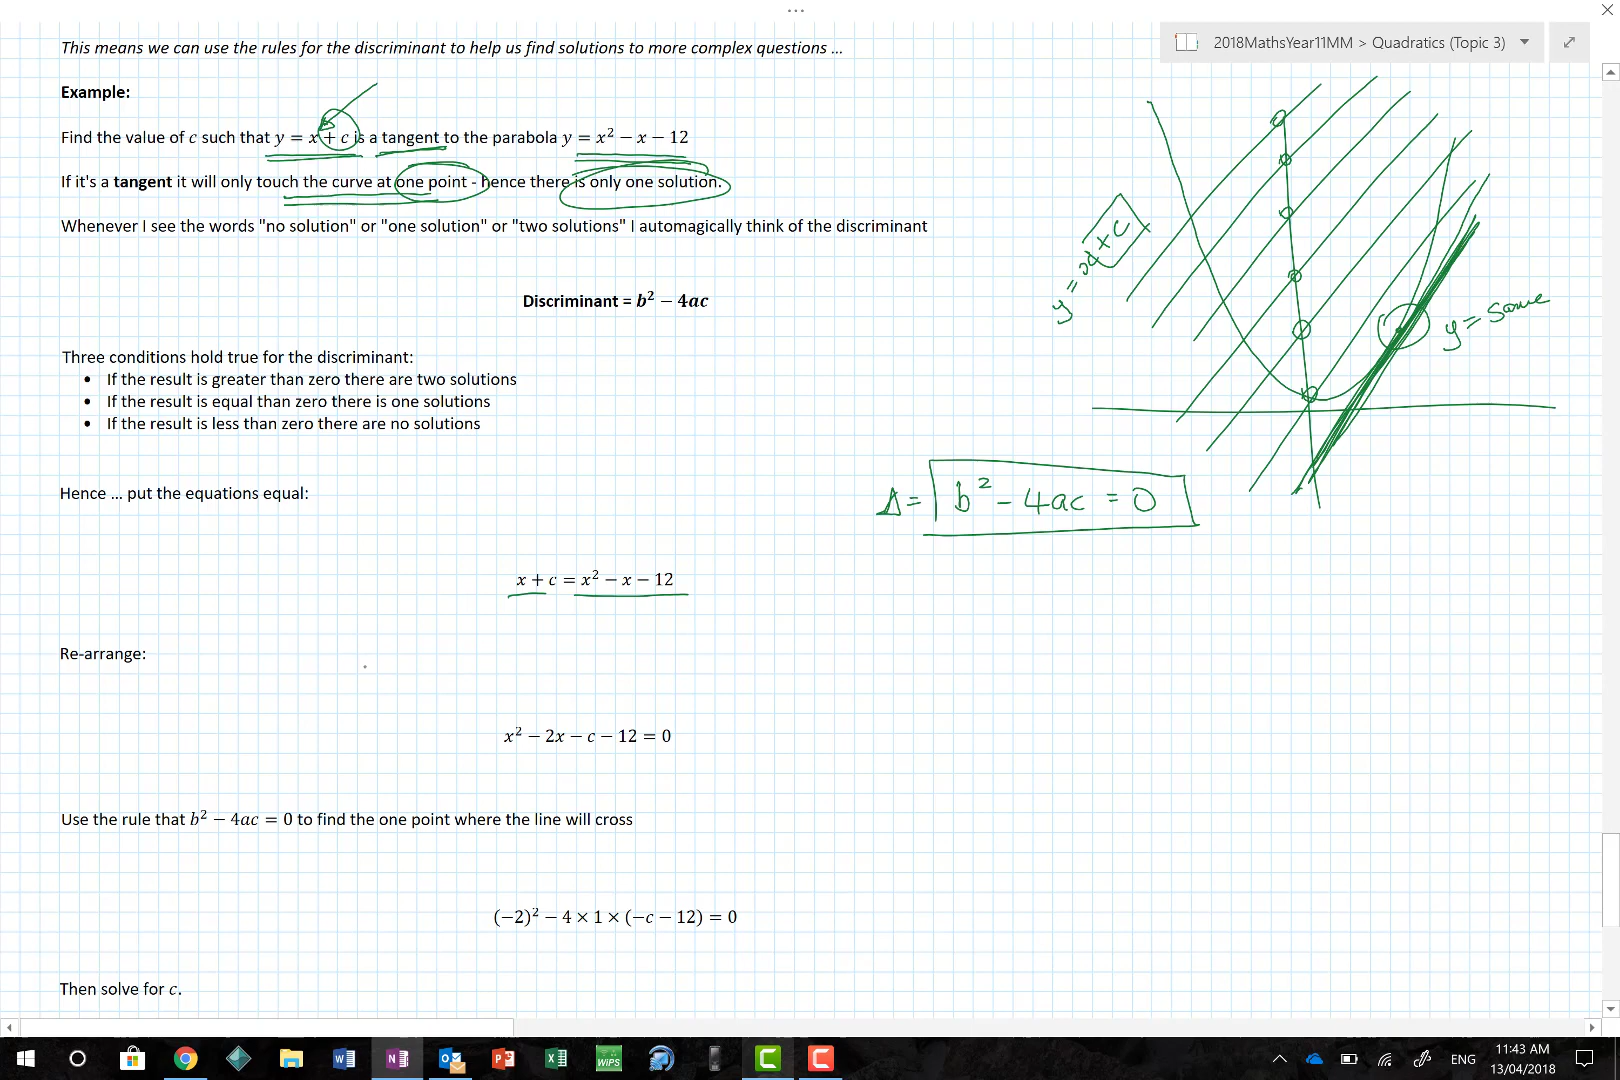 This means we can use the rules for the discriminant to help us find solutions to more complex questions ...
2018MathsYear11MM > Quadratics (Topic 3)
Example:
Find the value of c such that y = x + c is a tangent to the parabola y = x² − x − 12
If it's a tangent it will only touch the curve at one point - hence there is only one solution.
Whenever I see the words "no solution" or "one solution" or "two solutions" I automagically think of the discriminant
y = x + c
y = same
Discriminant = b² − 4ac
Three conditions hold true for the discriminant:
• If the result is greater than zero there are two solutions
• If the result is equal than zero there is one solutions
• If the result is less than zero there are no solutions
Hence ... put the equations equal:
Δ = b² − 4ac = 0
x + c = x² − x − 12
Re-arrange:
x² − 2x − c − 12 = 0
Use the rule that b² − 4ac = 0 to find the one point where the line will cross
(−2)² − 4 × 1 × (−c − 12) = 0
Then solve for c.
WIPS
ENG
11:43 AM
13/04/2018